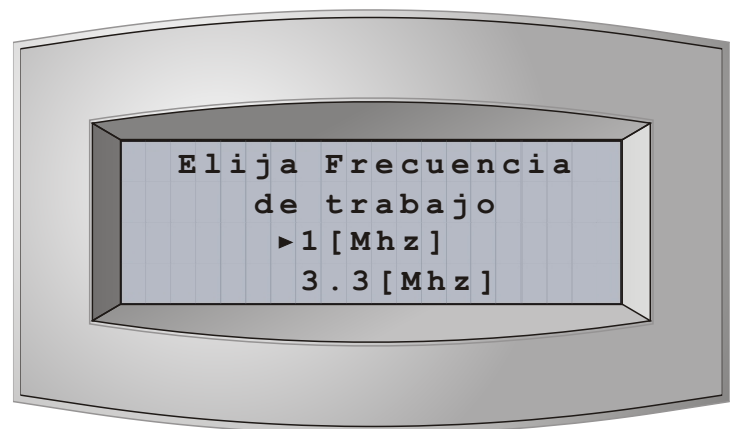 Elija Frecuencia
de trabajo
►1[Mhz]
3.3[Mhz]